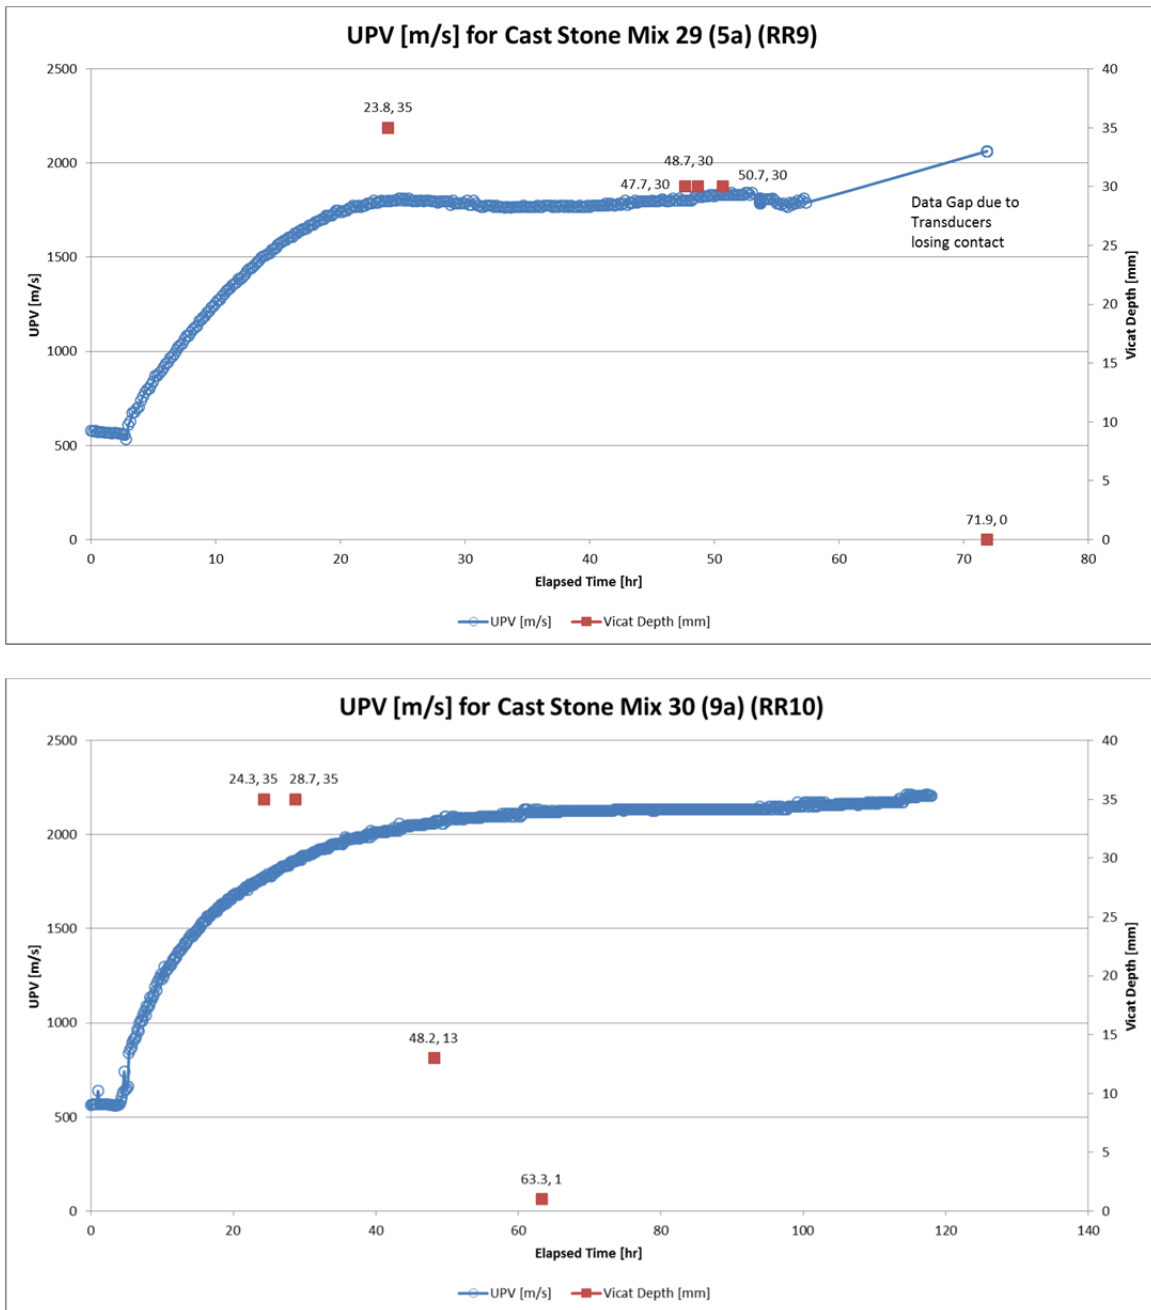 UPV [m/s] for Cast Stone Mix 29 (5a) (RR9)
2500
2000
1500
1000
500
0
UPV [m/s]
40
35
30
25
20
15
10
5
0
Vicat Depth [mm]
23.8, 35
48.7, 30
47.7, 30
50.7, 30
Data Gap due to
Transducers
losing contact
71.9, 0
0 10 20 30 40 50 60 70 80
Elapsed Time [hr]
UPV [m/s] Vicat Depth [mm]
UPV [m/s] for Cast Stone Mix 30 (9a) (RR10)
2500
2000
1500
1000
500
0
UPV [m/s]
40
35
30
25
20
15
10
5
0
Vicat Depth [mm]
24.3, 35 28.7, 35
48.2, 13
63.3, 1
0 20 40 60 80 100 120 140
Elapsed Time [hr]
UPV [m/s] Vicat Depth [mm]